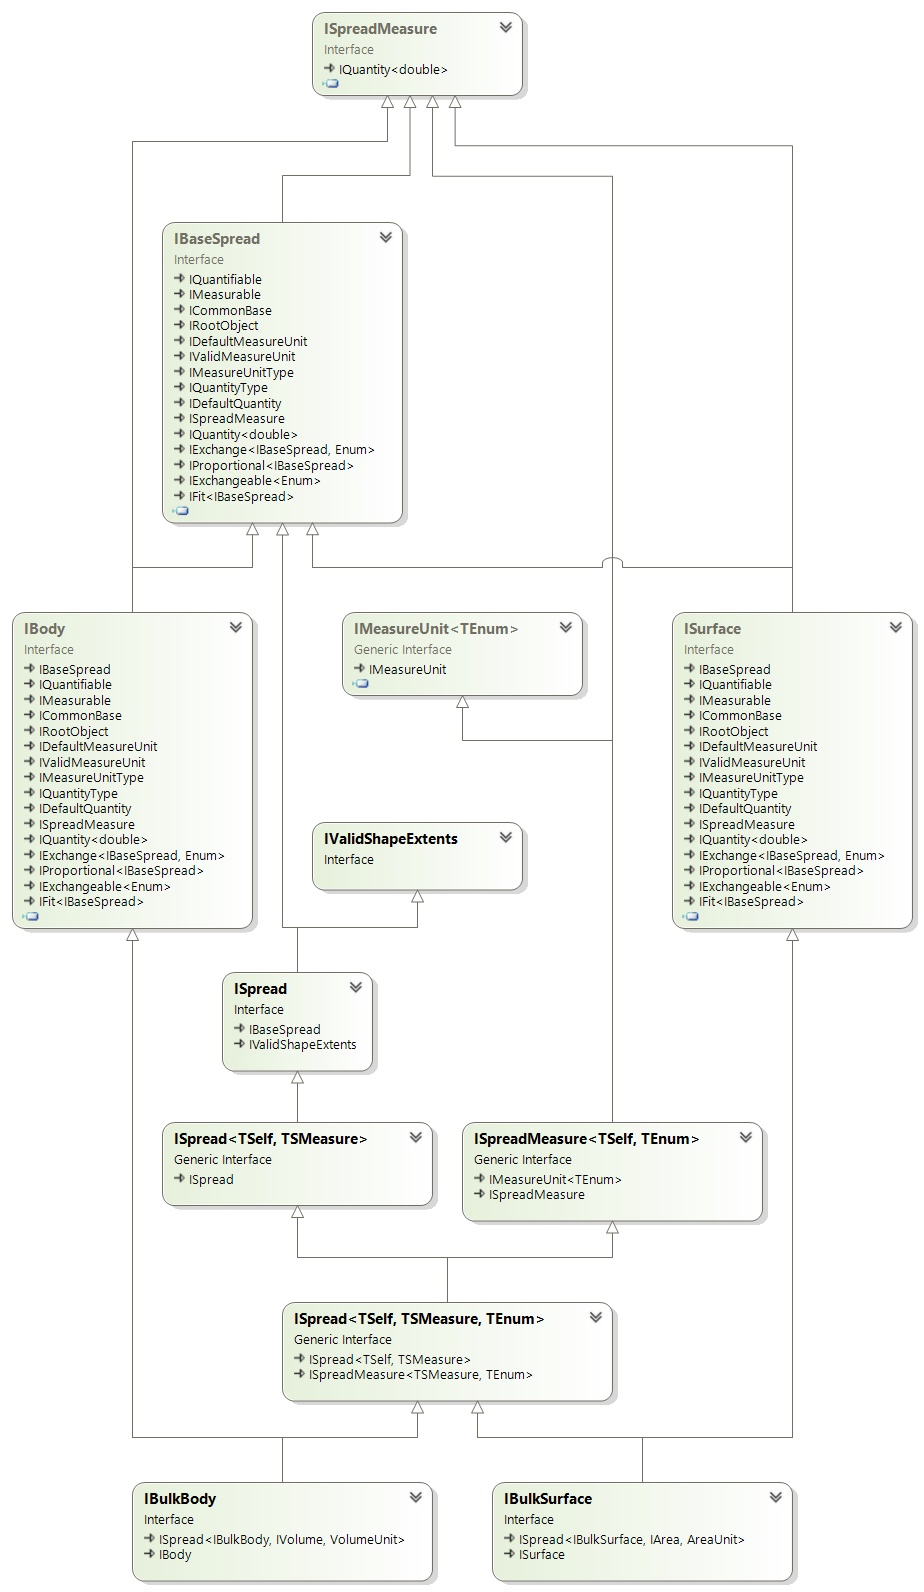 ISpreadMeasure
Interface
IQuantity<double>
IBaseSpread
Interface
IQuantifiable
IMeasurable
ICommonBase
IRootObject
IDefaultMeasureUnit
IValidMeasureUnit
IMeasureUnitType
IQuantityType
IDefaultQuantity
ISpreadMeasure
IQuantity<double>
IExchange<IBaseSpread, Enum>
IProportional<IBaseSpread>
IExchangeable<Enum>
IFit<IBaseSpread>
IBody
Interface
IBaseSpread
IQuantifiable
IMeasurable
ICommonBase
IRootObject
IDefaultMeasureUnit
IValidMeasureUnit
IMeasureUnitType
IQuantityType
IDefaultQuantity
ISpreadMeasure
IQuantity<double>
IExchange<IBaseSpread, Enum>
IProportional<IBaseSpread>
IExchangeable<Enum>
IFit<IBaseSpread>
IMeasureUnit<TEnum>
Generic Interface
IMeasureUnit
ISurface
Interface
IBaseSpread
IQuantifiable
IMeasurable
ICommonBase
IRootObject
IDefaultMeasureUnit
IValidMeasureUnit
IMeasureUnitType
IQuantityType
IDefaultQuantity
ISpreadMeasure
IQuantity<double>
IExchange<IBaseSpread, Enum>
IProportional<IBaseSpread>
IExchangeable<Enum>
IFit<IBaseSpread>
IValidShapeExtents
Interface
ISpread
Interface
IBaseSpread
IValidShapeExtents
ISpread<TSelf, TSMeasure>
Generic Interface
ISpread
ISpreadMeasure<TSelf, TEnum>
Generic Interface
IMeasureUnit<TEnum>
ISpreadMeasure
ISpread<TSelf, TSMeasure, TEnum>
Generic Interface
ISpread<TSelf, TSMeasure>
ISpreadMeasure<TSMeasure, TEnum>
IBulkBody
Interface
ISpread<IBulkBody, IVolume, VolumeUnit>
IBody
IBulkSurface
Interface
ISpread<IBulkSurface, IArea, AreaUnit>
ISurface